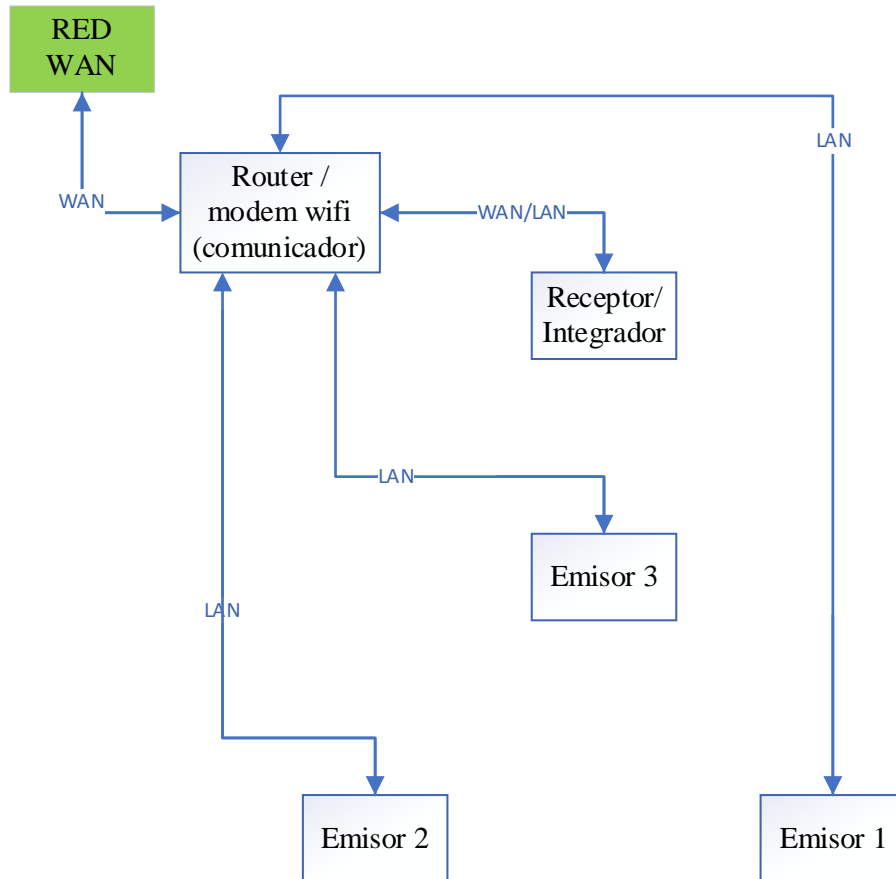 RED
WAN
LAN
Router /
modem wifi
(comunicador)
WAN
WAN/LAN
Receptor/
Integrador
LAN
Emisor 3
LAN
Emisor 2
Emisor 1